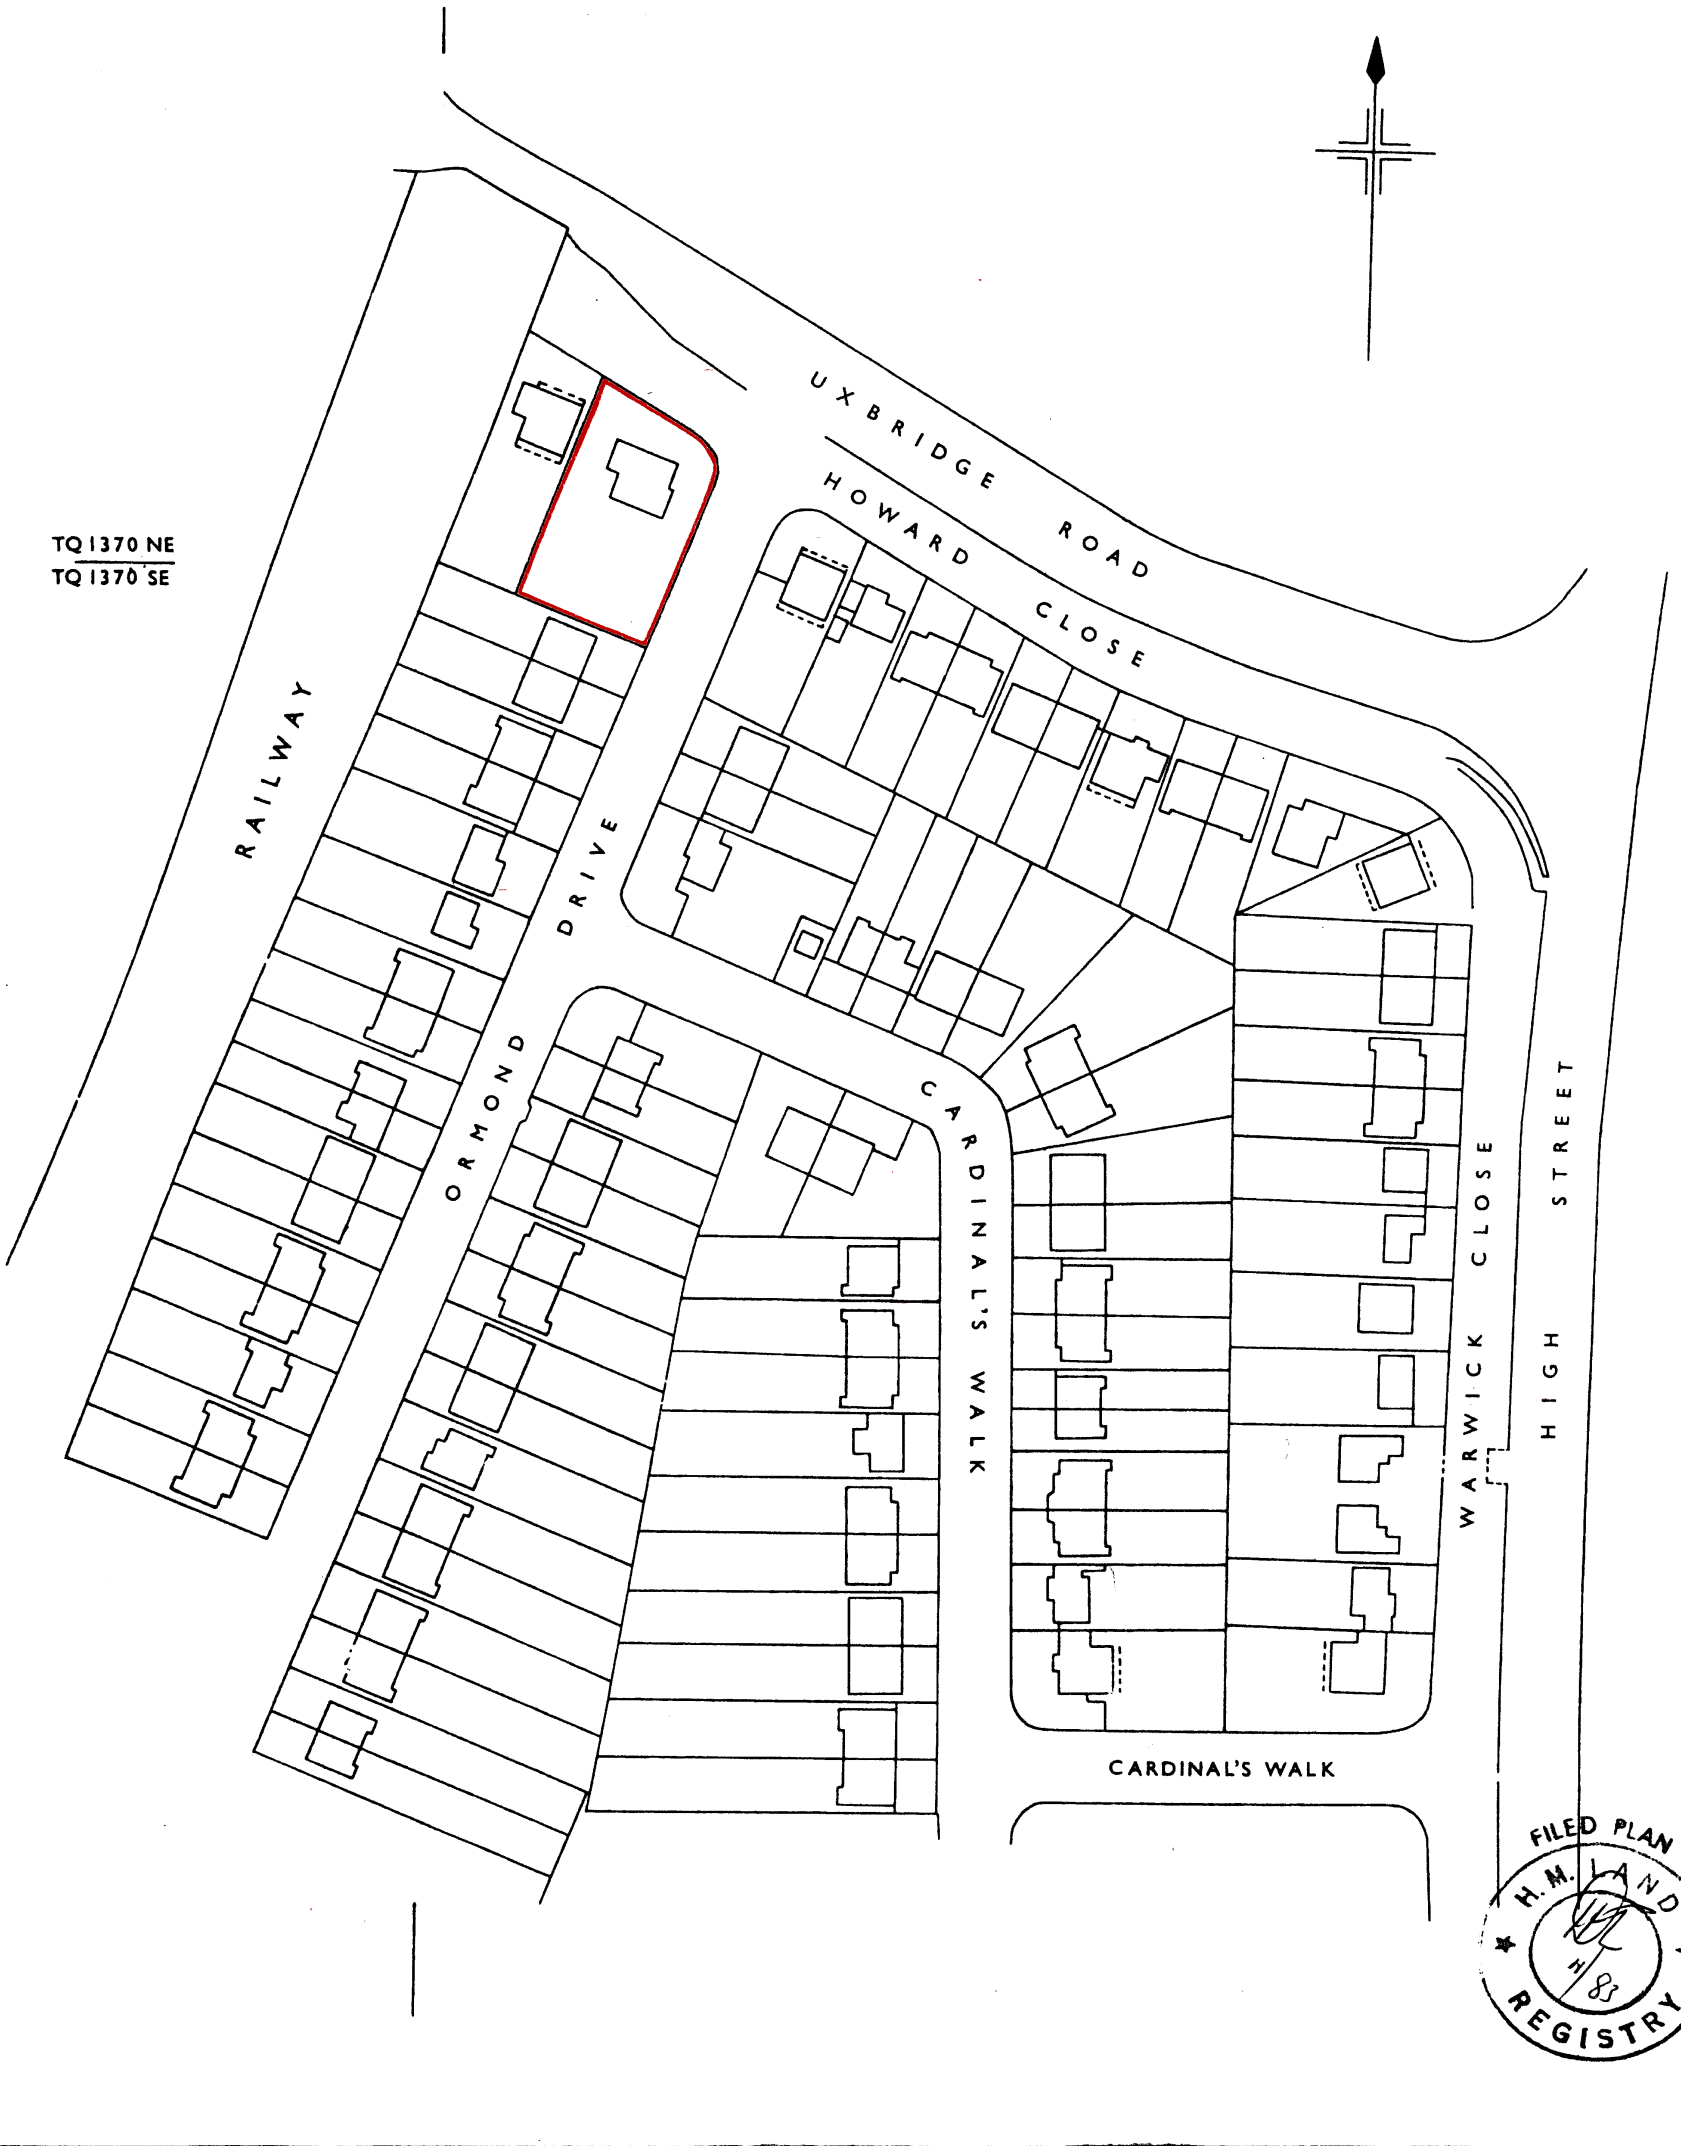 UXBRIDGE ROAD
HOWARD CLOSE
TQ 1370 NE
TQ 1370 SE
RAILWAY
ORMOND DRIVE
CARDINAL'S WALK
WARWICK CLOSE
HIGH STREET
CARDINAL'S WALK
FILED PLAN
H.M. LAND
REGISTRY
83